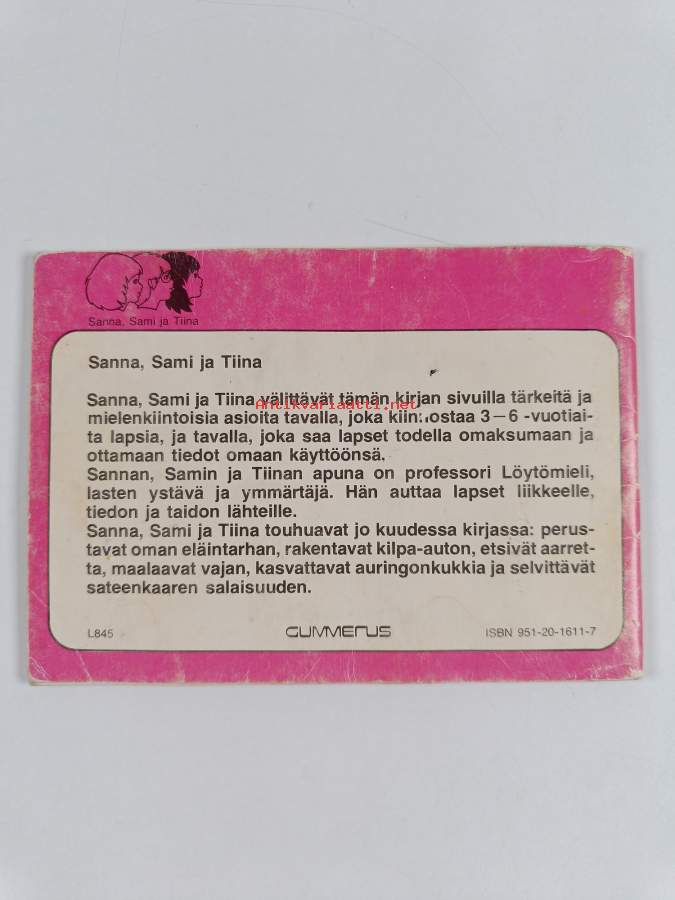 Sanna, Sami ja Tiina
Sanna, Sami ja Tiina
Sanna, Sami ja Tiina välittävät tämän kirjan sivuilla tärkeitä ja
Antikvariaatti.net
mielenkiintoisia asioita tavalla, joka kiinnostaa 3–6 -vuotiai-
ta lapsia, ja tavalla, joka saa lapset todella omaksumaan ja
ottamaan tiedot omaan käyttöönsä.
Sannan, Samin ja Tiinan apuna on professori Löytömieli,
lasten ystävä ja ymmärtäjä. Hän auttaa lapset liikkeelle,
tiedon ja taidon lähteille.
Sanna, Sami ja Tiina touhuavat jo kuudessa kirjassa: perus-
tavat oman eläintarhan, rakentavat kilpa-auton, etsivät aarret-
ta, maalaavat vajan, kasvattavat auringonkukkia ja selvittävät
sateenkaaren salaisuuden.
L845
GUMMERUS
ISBN 951-20-1611-7